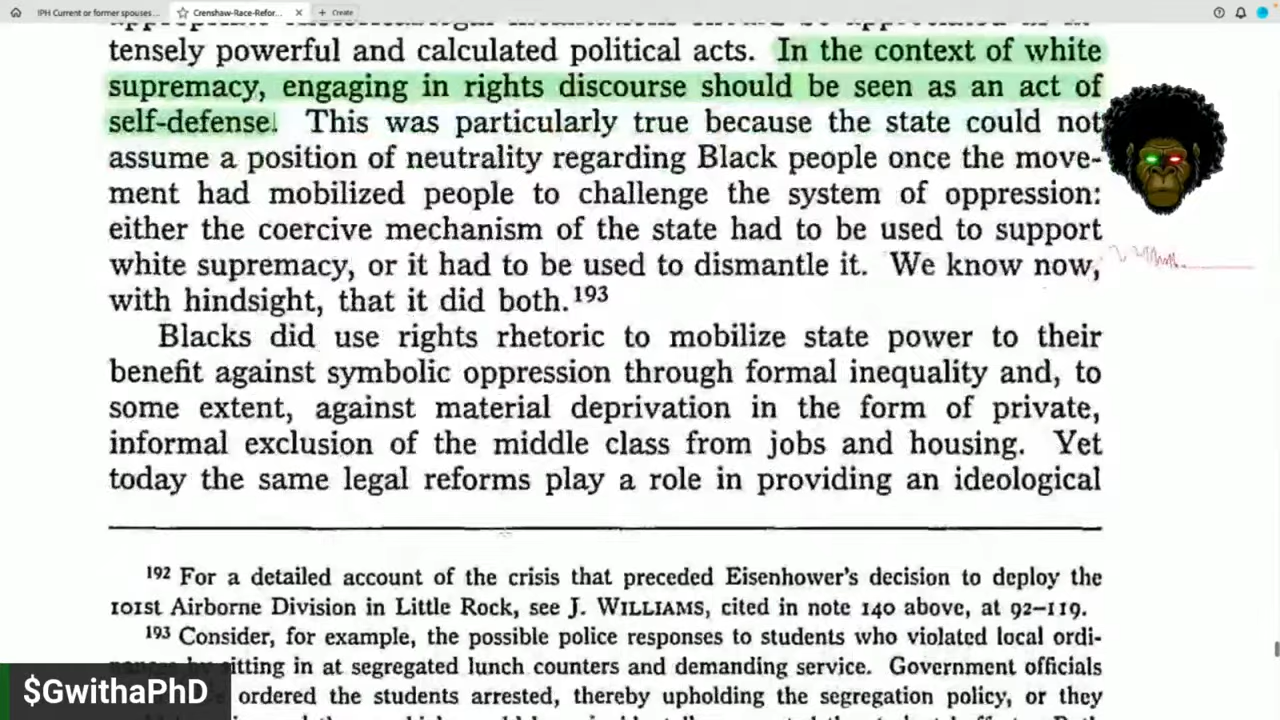 IPH Current or former spouses ...
Crenshaw-Race-Refor...
Create
tensely powerful and calculated political acts. In the context of white
supremacy, engaging in rights discourse should be seen as an act of
self-defense. This was particularly true because the state could not
assume a position of neutrality regarding Black people once the move-
ment had mobilized people to challenge the system of oppression:
either the coercive mechanism of the state had to be used to support
white supremacy, or it had to be used to dismantle it. We know now,
with hindsight, that it did both.193
Blacks did use rights rhetoric to mobilize state power to their
benefit against symbolic oppression through formal inequality and, to
some extent, against material deprivation in the form of private,
informal exclusion of the middle class from jobs and housing. Yet
today the same legal reforms play a role in providing an ideological
192 For a detailed account of the crisis that preceded Eisenhower's decision to deploy the
101st Airborne Division in Little Rock, see J. WILLIAMS, cited in note 140 above, at 92–119.
193 Consider, for example, the possible police responses to students who violated local ordi-
sitting in at segregated lunch counters and demanding service. Government officials
ordered the students arrested, thereby upholding the segregation policy, or they
$GwithaPhD